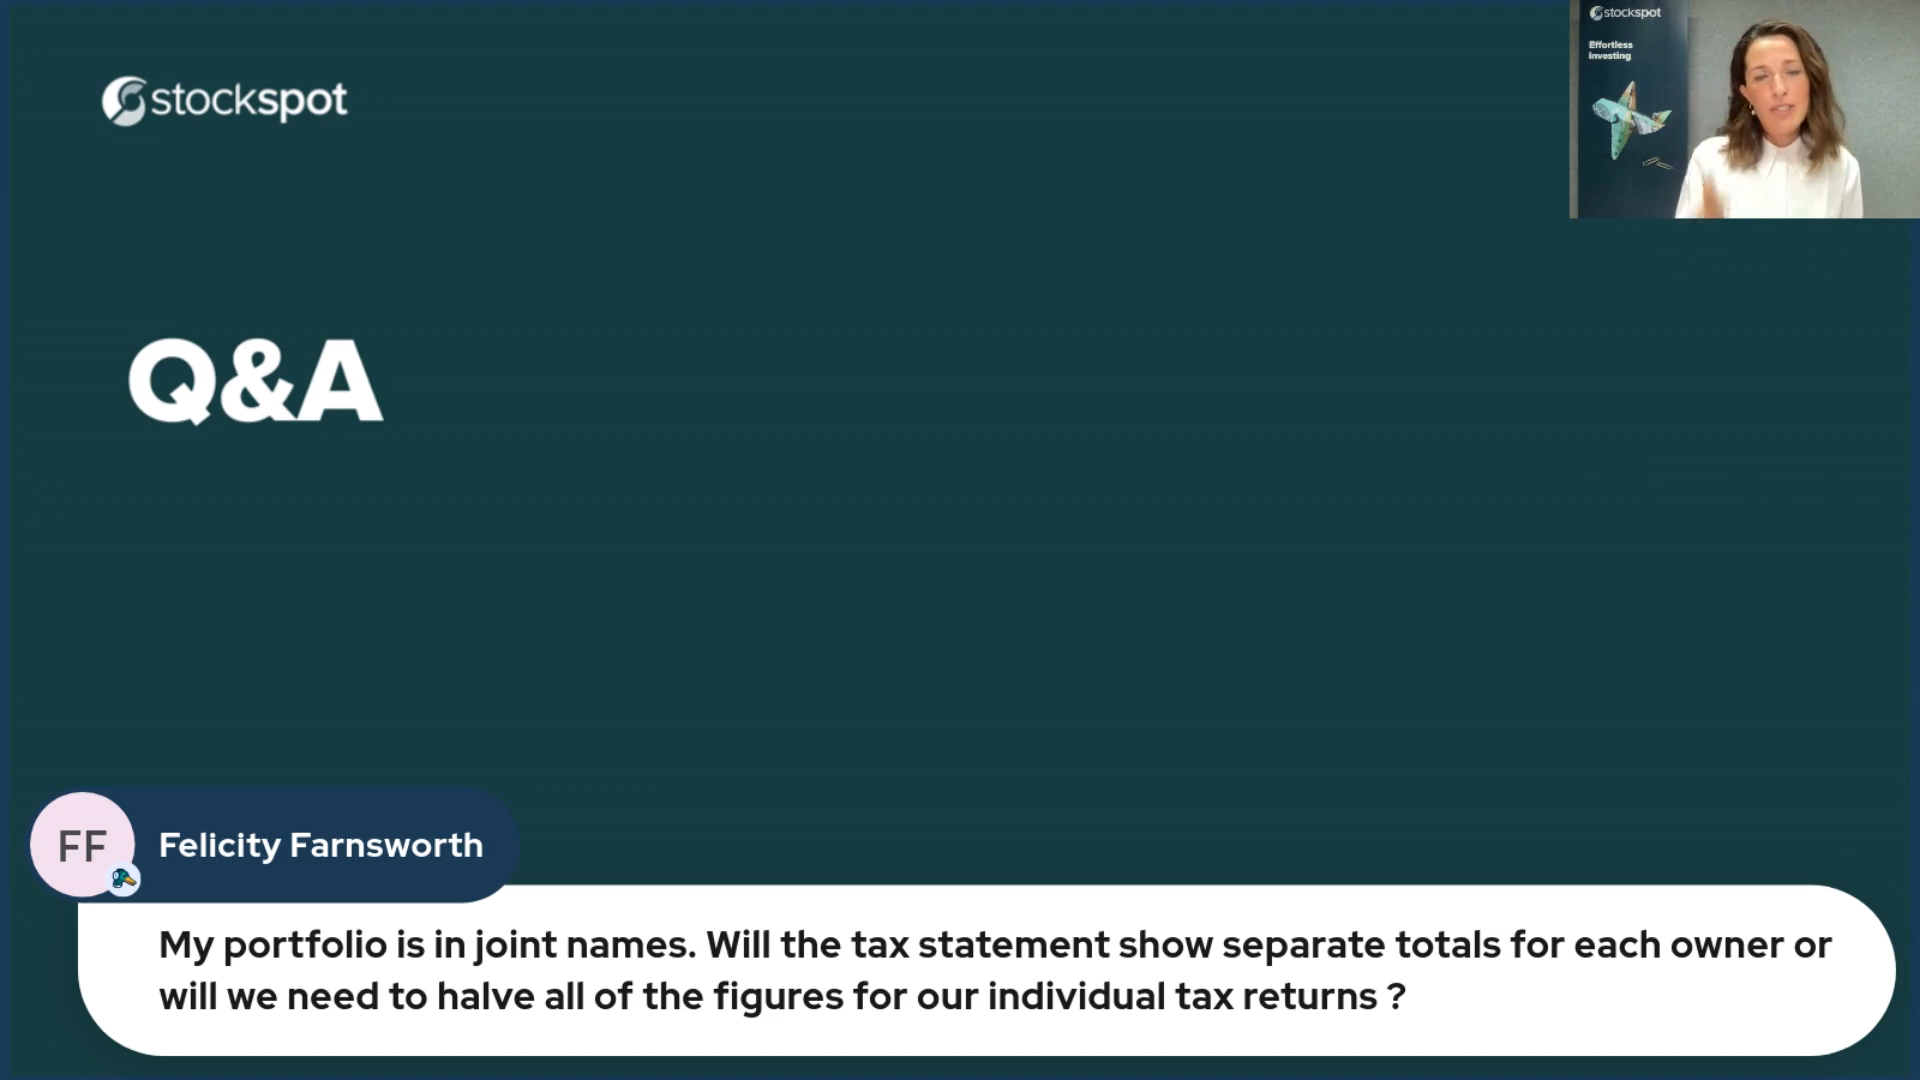 stockspot
stockspot
Effortless
Investing
Q&A
FF
Felicity Farnsworth
My portfolio is in joint names. Will the tax statement show separate totals for each owner or
will we need to halve all of the figures for our individual tax returns ?